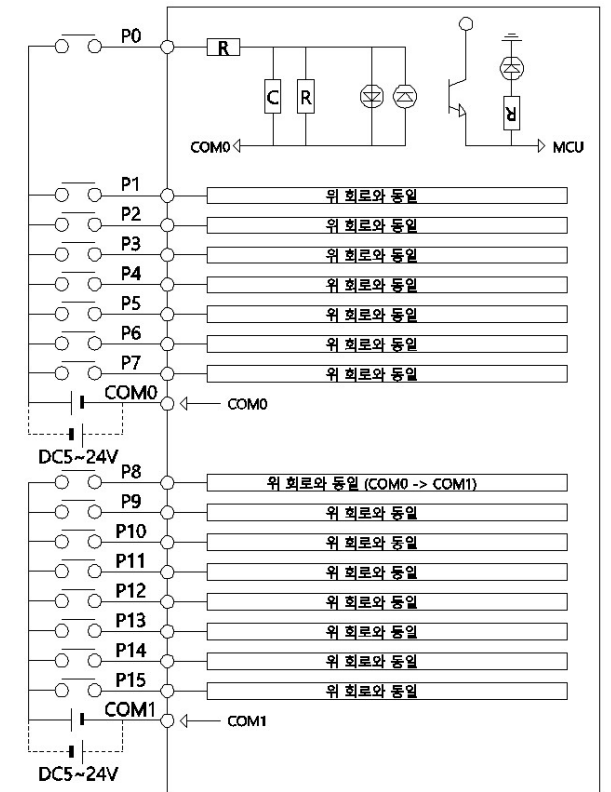 P0
R
C
R
R
COM0
MCU
P1
위 회로와 동일
P2
위 회로와 동일
P3
위 회로와 동일
P4
위 회로와 동일
P5
위 회로와 동일
P6
위 회로와 동일
P7
위 회로와 동일
COM0
COM0
DC5~24V
P8
위 회로와 동일 (COM0 -> COM1)
P9
위 회로와 동일
P10
위 회로와 동일
P11
위 회로와 동일
P12
위 회로와 동일
P13
위 회로와 동일
P14
위 회로와 동일
P15
위 회로와 동일
COM1
COM1
DC5~24V